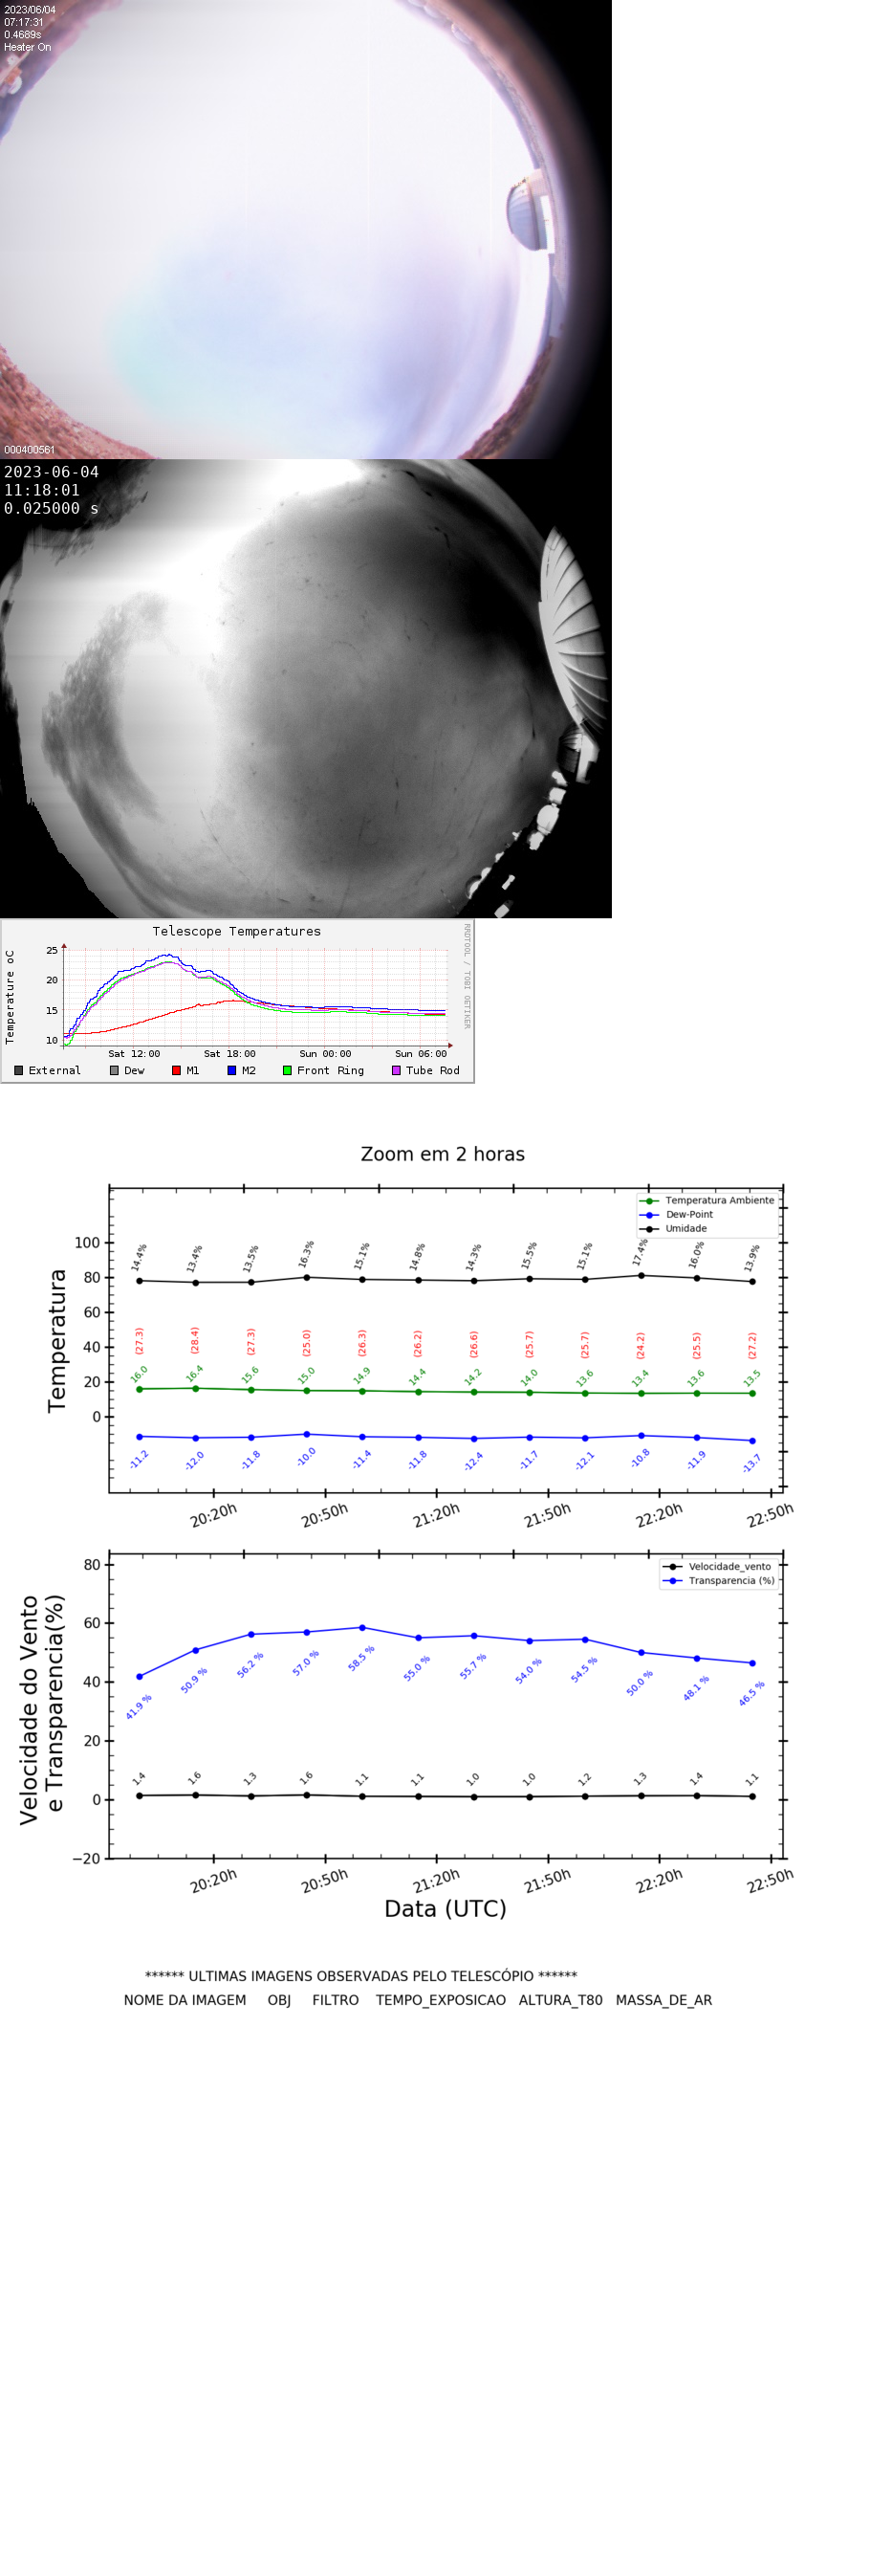 2023/06/04
07:17:31
0.4689s
Heater On
000400561
2023-06-04
11:18:01
0.025000 s
Telescope Temperatures
RRDTOOL / TOBI OETIKER
Temperature oC
25
20
15
10
Sat 12:00 Sat 18:00 Sun 00:00 Sun 06:00
External Dew M1 M2 Front Ring Tube Rod
Zoom em 2 horas
Temperatura
Temperatura Ambiente
Dew-Point
Umidade
100
80
60
40
20
0
14.4% 13.4% 13.5% 16.3% 15.1% 14.8% 14.3% 15.5% 15.1% 17.4% 16.0% 13.9%
(27.3) (28.4) (27.3) (25.0) (26.3) (26.2) (26.6) (25.7) (25.7) (24.2) (25.5) (27.2)
16.0 16.4 15.6 15.0 14.9 14.4 14.2 14.0 13.6 13.4 13.6 13.5
-11.2 -12.0 -11.8 -10.0 -11.4 -11.8 -12.4 -11.7 -12.1 -10.8 -11.9 -13.7
20:20h 20:50h 21:20h 21:50h 22:20h 22:50h
Velocidade do Vento
e Transparencia(%)
Velocidade_vento
Transparencia (%)
80
60
40
20
0
−20
41.9 % 50.9 % 56.2 % 57.0 % 58.5 % 55.0 % 55.7 % 54.0 % 54.5 % 50.0 % 48.1 % 46.5 %
1.4 1.6 1.3 1.6 1.1 1.1 1.0 1.0 1.2 1.3 1.4 1.1
20:20h 20:50h 21:20h 21:50h 22:20h 22:50h
Data (UTC)
****** ULTIMAS IMAGENS OBSERVADAS PELO TELESCÓPIO ******
NOME DA IMAGEM OBJ FILTRO TEMPO_EXPOSICAO ALTURA_T80 MASSA_DE_AR